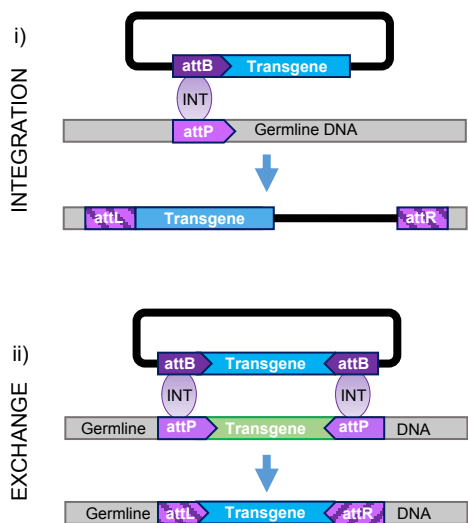 i)
INTEGRATION
attB Transgene
INT
attP Germline DNA
attL Transgene attR
ii)
EXCHANGE
attB Transgene attB
INT INT
Germline attP Transgene attP DNA
Germline attL Transgene attR DNA